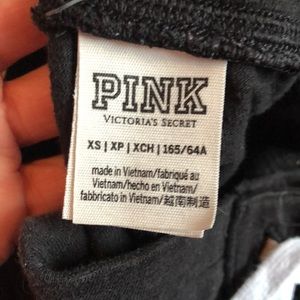 PINK
VICTORIA'S SECRET
XS | XP | XCH | 165/64A
made in Vietnam/fabriqué au
Vietnam/hecho en Vietnam/
fabbricato in Vietnam/越南制造